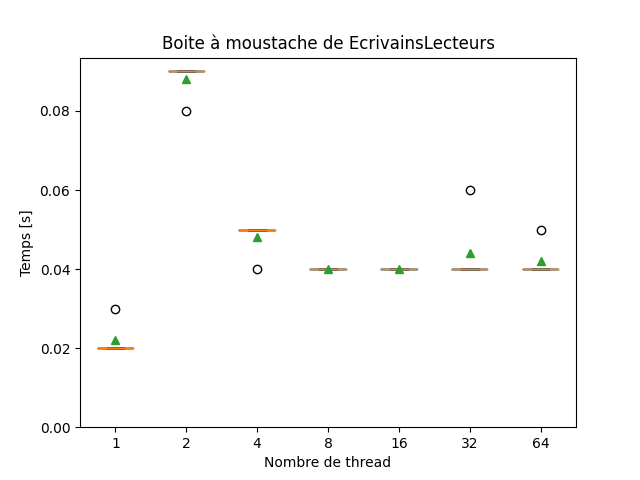 Boite à moustache de EcrivainsLecteurs
Temps [s]
0.08
0.06
0.04
0.02
0.00
1 2 4 8 16 32 64
Nombre de thread